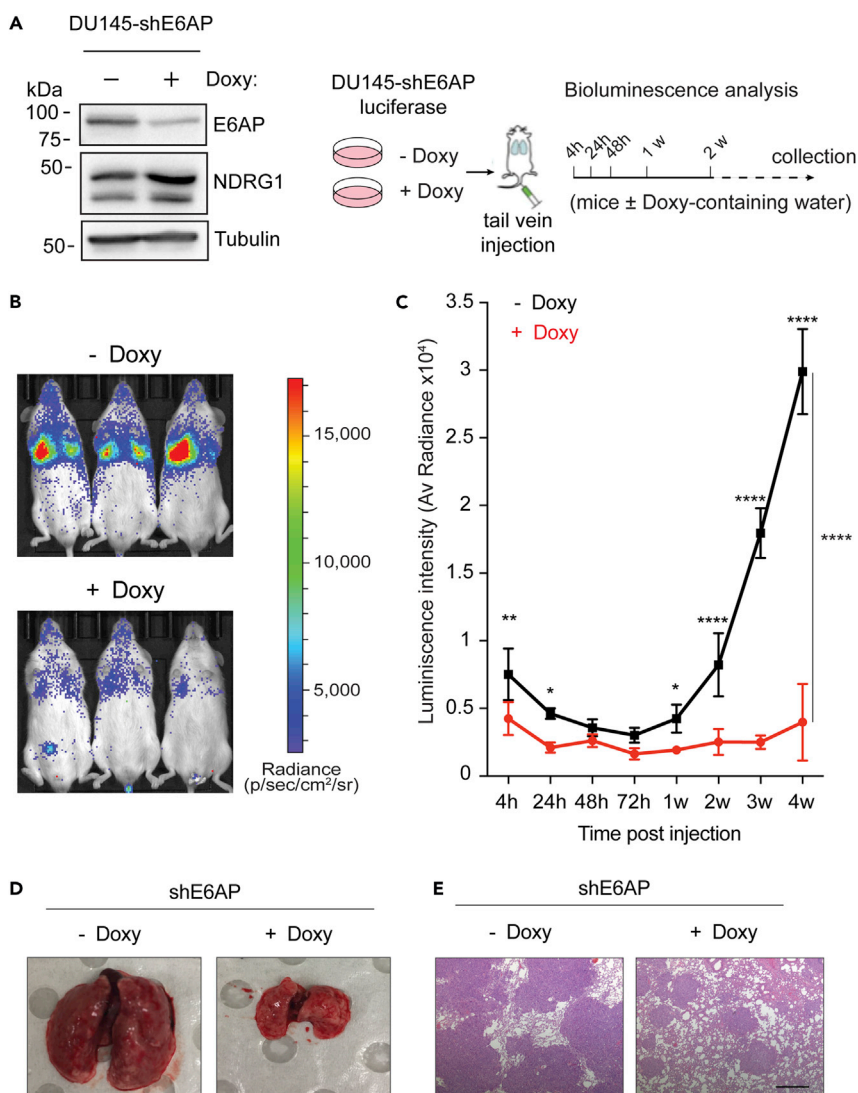 A
DU145-shE6AP
kDa
− + Doxy:
100 -
75 -
E6AP
50 -
NDRG1
50 -
Tubulin
DU145-shE6AP
luciferase
- Doxy
+ Doxy
tail vein
injection
Bioluminescence analysis
4h 24h 48h 1 w 2 w collection
(mice ± Doxy-containing water)
B
- Doxy
+ Doxy
15,000
10,000
5,000
Radiance
(p/sec/cm²/sr)
C
- Doxy
+ Doxy
Luminiscence intensity (Av Radiance x10⁴)
3.5
3
2.5
2
1.5
1
0.5
0
**
*
*
****
****
****
****
4h 24h 48h 72h 1w 2w 3w 4w
Time post injection
D
shE6AP
- Doxy + Doxy
E
shE6AP
- Doxy + Doxy